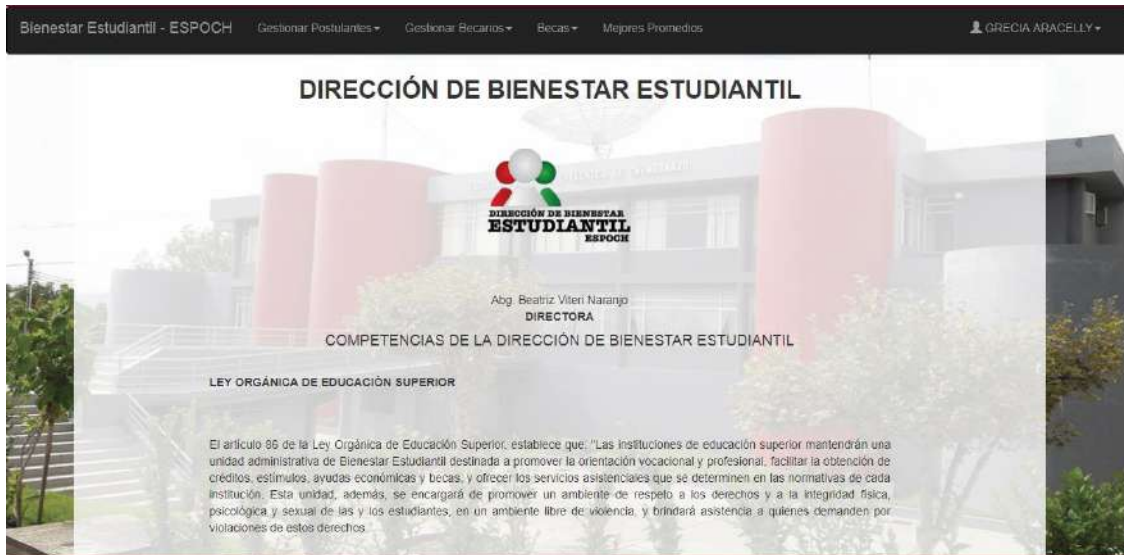 Bienestar Estudiantil - ESPOCH Gestionar Postulantes Gestionar Becarios Becas Mejores Promedios GRECIA ARACELLY
DIRECCIÓN DE BIENESTAR ESTUDIANTIL
DIRECCIÓN DE BIENESTAR
ESTUDIANTIL
ESPOCH
Abg. Beatriz Viteri Naranjo
DIRECTORA
COMPETENCIAS DE LA DIRECCIÓN DE BIENESTAR ESTUDIANTIL
LEY ORGÁNICA DE EDUCACIÓN SUPERIOR
El artículo 86 de la Ley Orgánica de Educación Superior, establece que: "Las instituciones de educación superior mantendrán una
unidad administrativa de Bienestar Estudiantil destinada a promover la orientación vocacional y profesional, facilitar la obtención de
créditos, estímulos, ayudas económicas y becas, y ofrecer los servicios asistenciales que se determinen en las normativas de cada
institución. Esta unidad, además, se encargará de promover un ambiente de respeto a los derechos y a la integridad física,
psicológica y sexual de las y los estudiantes, en un ambiente libre de violencia, y brindará asistencia a quienes demanden por
violaciones de estos derechos.